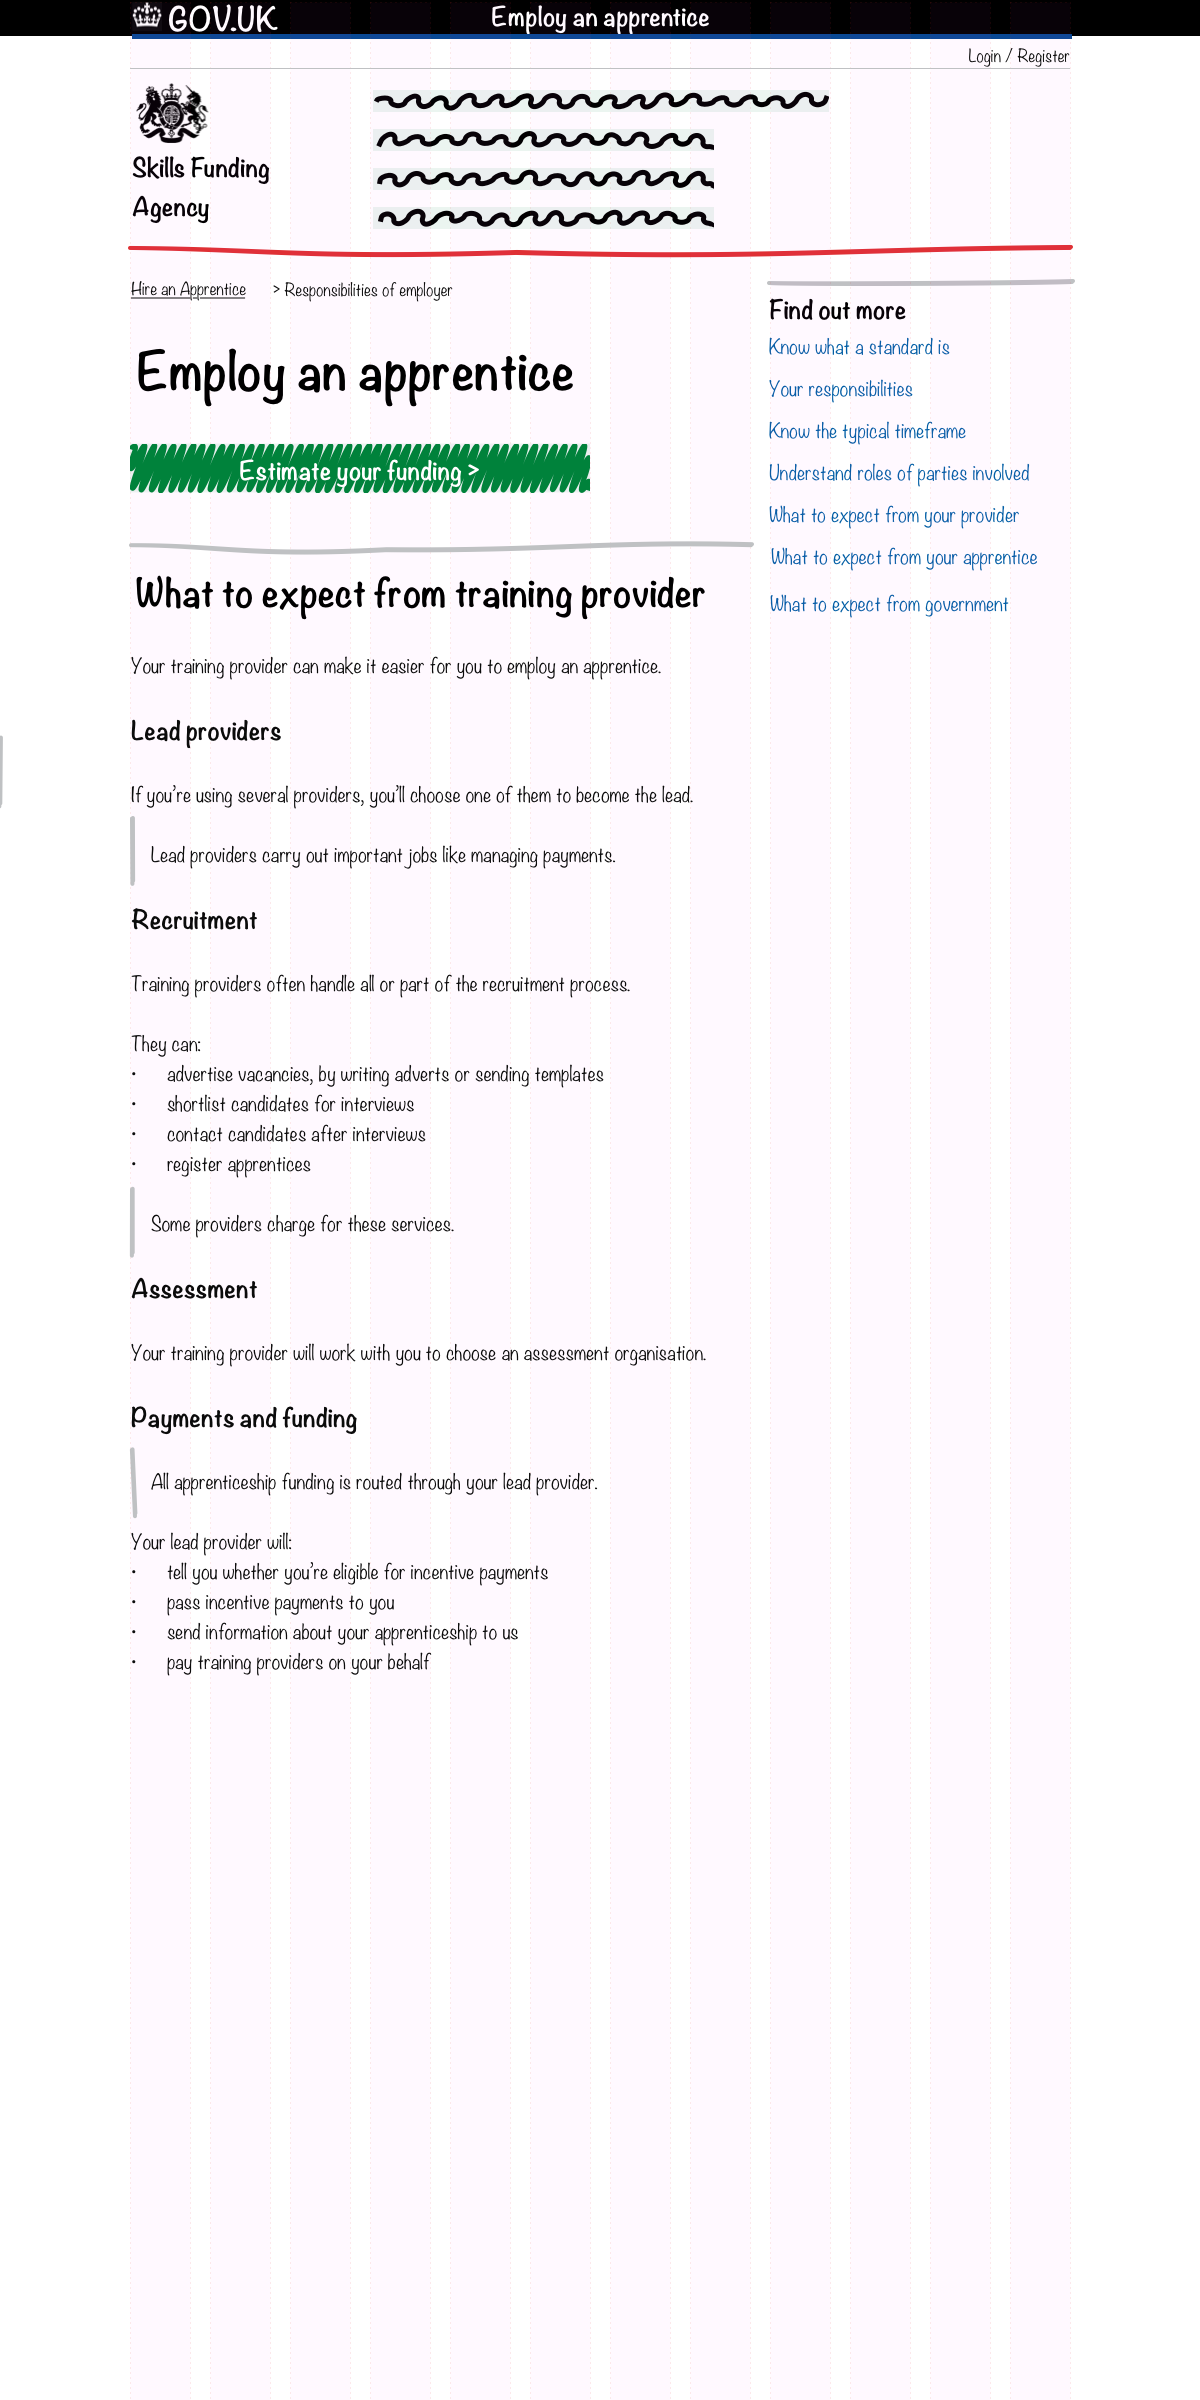 GOV.UK
Employ an apprentice
Login / Register
Skills Funding
Agency
Hire an Apprentice > Responsibilities of employer
Employ an apprentice
Estimate your funding >
Find out more
Know what a standard is
Your responsibilities
Know the typical timeframe
Understand roles of parties involved
What to expect from your provider
What to expect from your apprentice
What to expect from government
What to expect from training provider
Your training provider can make it easier for you to employ an apprentice.
Lead providers
If you're using several providers, you'll choose one of them to become the lead.
Lead providers carry out important jobs like managing payments.
Recruitment
Training providers often handle all or part of the recruitment process.
They can:
• advertise vacancies, by writing adverts or sending templates
• shortlist candidates for interviews
• contact candidates after interviews
• register apprentices
Some providers charge for these services.
Assessment
Your training provider will work with you to choose an assessment organisation.
Payments and funding
All apprenticeship funding is routed through your lead provider.
Your lead provider will:
• tell you whether you're eligible for incentive payments
• pass incentive payments to you
• send information about your apprenticeship to us
• pay training providers on your behalf